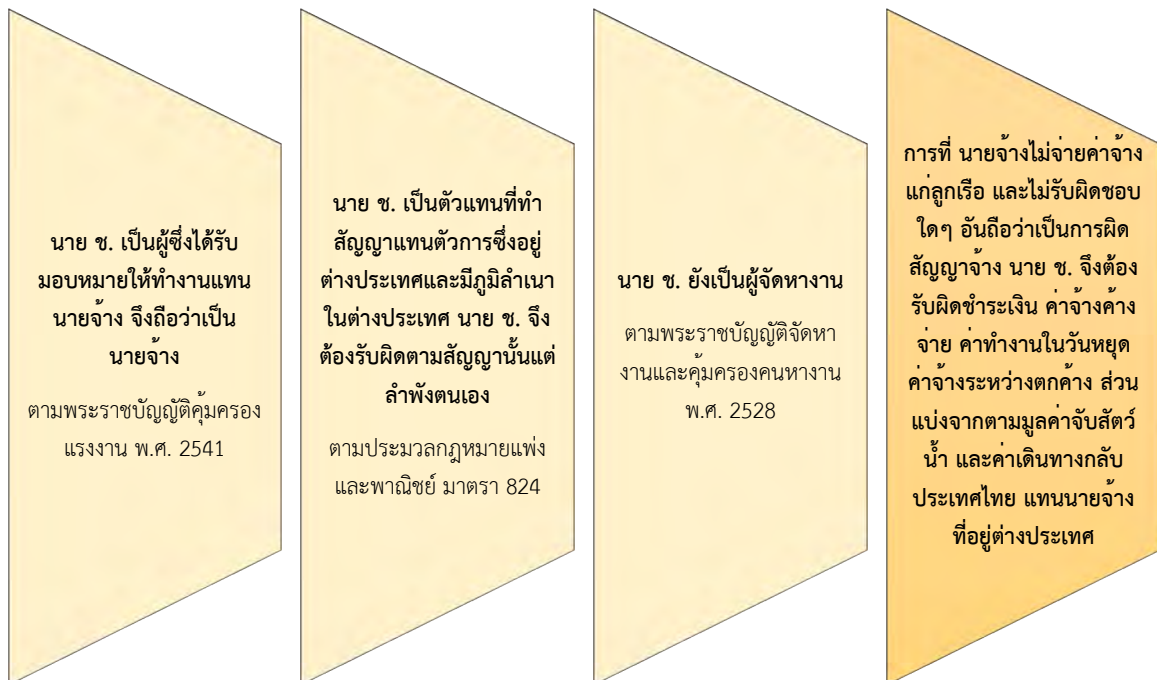 นาย ช. เป็นผู้ซึ่งได้รับ
มอบหมายให้ทำงานแทน
นายจ้าง จึงถือว่าเป็น
นายจ้าง
ตามพระราชบัญญัติคุ้มครอง
แรงงาน พ.ศ. 2541
นาย ช. เป็นตัวแทนที่ทำ
สัญญาแทนตัวการซึ่งอยู่
ต่างประเทศและมีภูมิลำเนา
ในต่างประเทศ นาย ช. จึง
ต้องรับผิดตามสัญญานั้นแต่
ลำพังตนเอง
ตามประมวลกฎหมายแพ่ง
และพาณิชย์ มาตรา 824
นาย ช. ยังเป็นผู้จัดหางาน
ตามพระราชบัญญัติจัดหา
งานและคุ้มครองคนหางาน
พ.ศ. 2528
การที่ นายจ้างไม่จ่ายค่าจ้าง
แก่ลูกเรือ และไม่รับผิดชอบ
ใดๆ อันถือว่าเป็นการผิด
สัญญาจ้าง นาย ช. จึงต้อง
รับผิดชำระเงิน ค่าจ้างค้าง
จ่าย ค่าทำงานในวันหยุด
ค่าจ้างระหว่างตกค้าง ส่วน
แบ่งจากตามมูลค่าจับสัตว์
น้ำ และค่าเดินทางกลับ
ประเทศไทย แทนนายจ้าง
ที่อยู่ต่างประเทศ